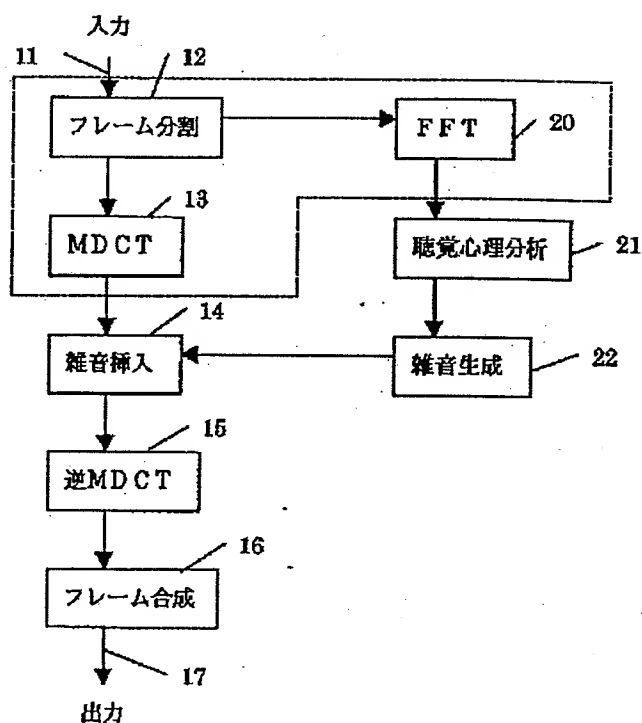 入力
11
12
フレーム分割
FFT
20
13
MDCT
聴覚心理分析
21
14
雑音挿入
雑音生成
22
15
逆MDCT
16
フレーム合成
17
出力